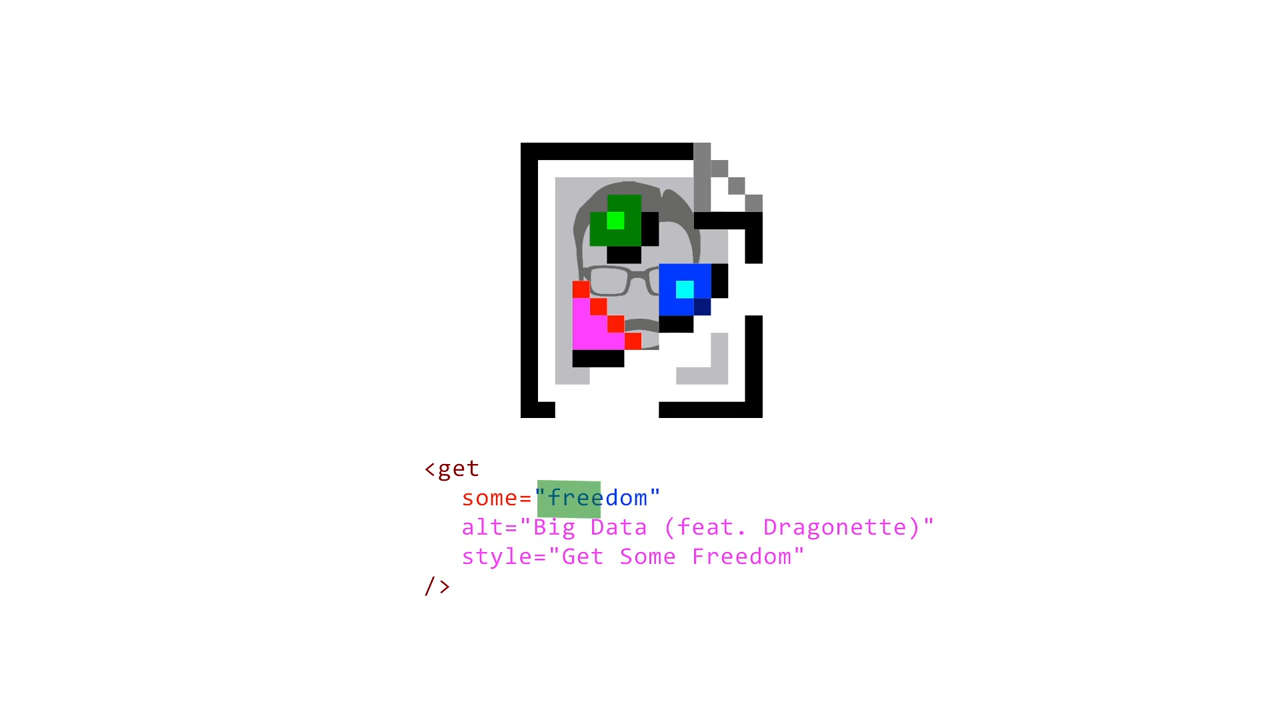 <get
some="freedom"
alt="Big Data (feat. Dragonette)"
style="Get Some Freedom"
/>